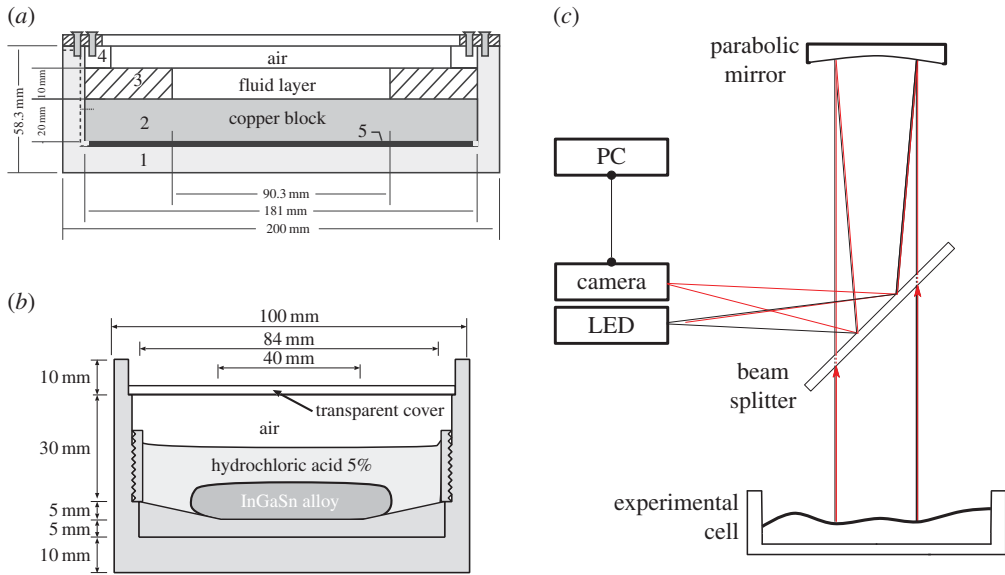 (a)
4
air
3
fluid layer
2
copper block
5
1
58.3 mm
10 mm
20 mm
90.3 mm
181 mm
200 mm
(b)
100 mm
84 mm
40 mm
10 mm
transparent cover
air
30 mm
hydrochloric acid 5%
InGaSn alloy
5 mm
5 mm
10 mm
(c)
parabolic
mirror
PC
camera
LED
beam
splitter
experimental
cell